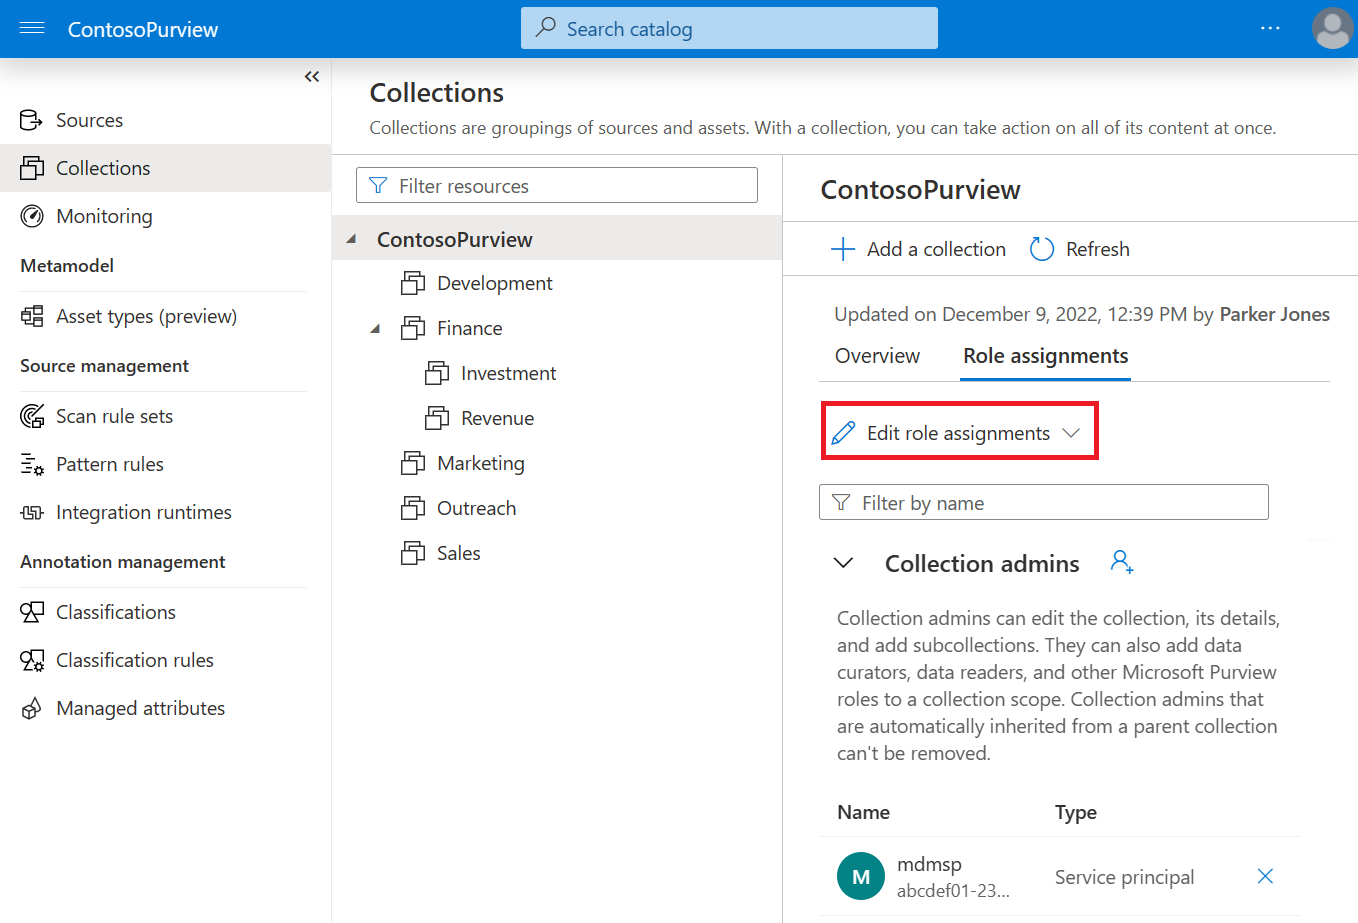 ContosoPurview
Search catalog
...
«
Sources
Collections
Monitoring
Metamodel
Asset types (preview)
Source management
Scan rule sets
Pattern rules
Integration runtimes
Annotation management
Classifications
Classification rules
Managed attributes
Collections
Collections are groupings of sources and assets. With a collection, you can take action on all of its content at once.
Filter resources
ContosoPurview
Development
Finance
Investment
Revenue
Marketing
Outreach
Sales
ContosoPurview
Add a collection
Refresh
Updated on December 9, 2022, 12:39 PM by Parker Jones
Overview
Role assignments
Edit role assignments
Filter by name
Collection admins
Collection admins can edit the collection, its details,
and add subcollections. They can also add data
curators, data readers, and other Microsoft Purview
roles to a collection scope. Collection admins that
are automatically inherited from a parent collection
can't be removed.
Name Type
M
mdmsp
abcdef01-23...
Service principal